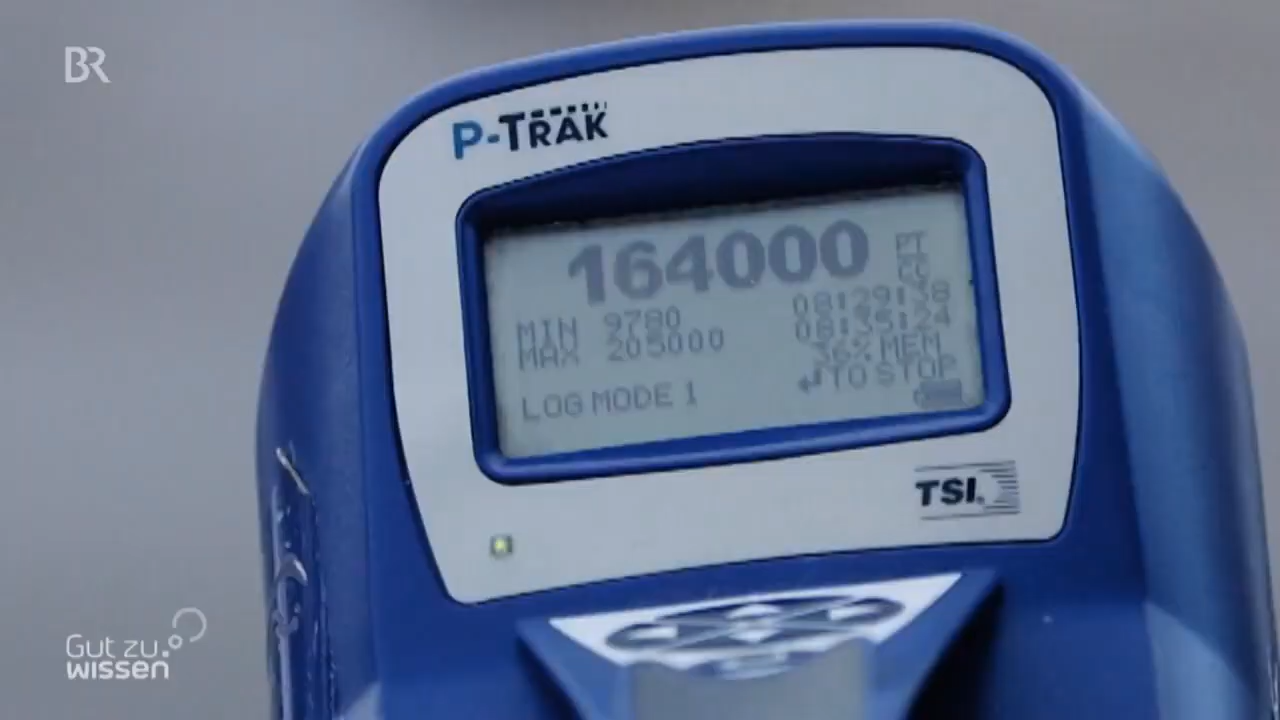 BR
P-TRAK
164000 PT
CC
MIN 9780 08:29:38
MAX 205000 08:35:24
36% MEM
↵ TO STOP
LOG MODE 1
TSI
Gut zu
wissen